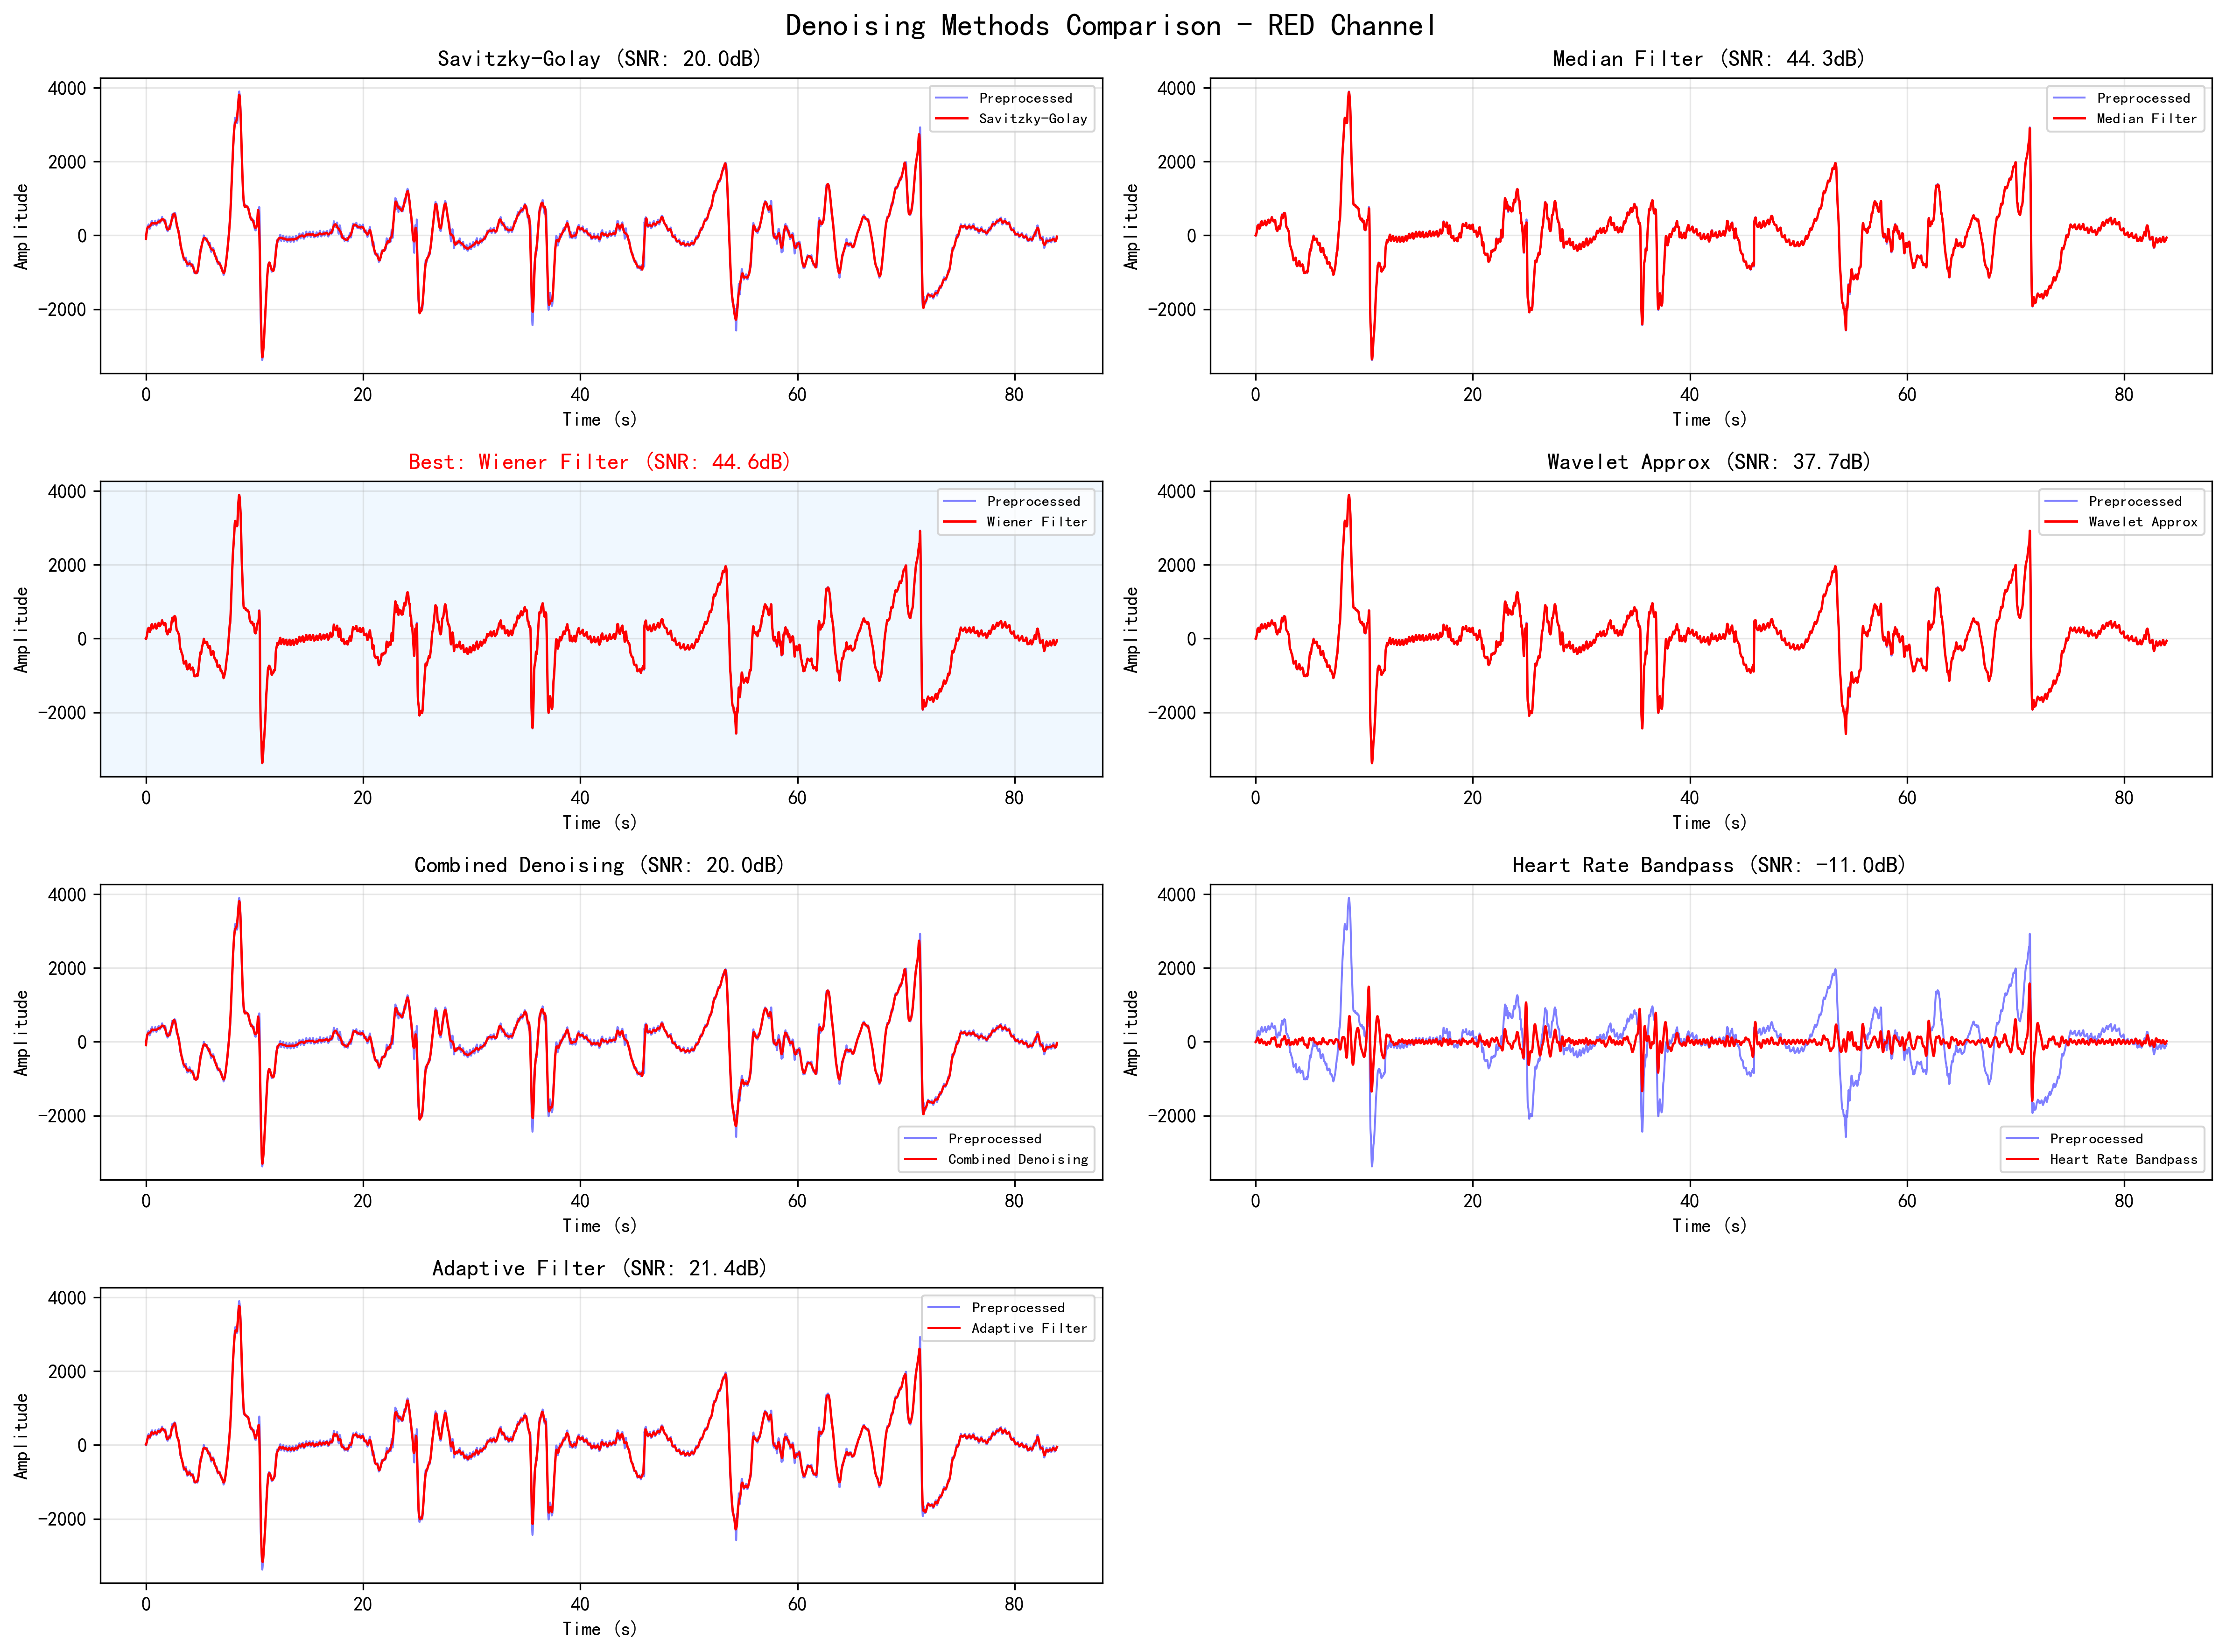 Denoising Methods Comparison - RED Channel
Savitzky-Golay (SNR: 20.0dB)
4000
2000
0
-2000
Amplitude
Preprocessed
Savitzky-Golay
0 20 40 60 80
Time (s)
Median Filter (SNR: 44.3dB)
4000
2000
0
-2000
Amplitude
Preprocessed
Median Filter
0 20 40 60 80
Time (s)
Best: Wiener Filter (SNR: 44.6dB)
4000
2000
0
-2000
Amplitude
Preprocessed
Wiener Filter
0 20 40 60 80
Time (s)
Wavelet Approx (SNR: 37.7dB)
4000
2000
0
-2000
Amplitude
Preprocessed
Wavelet Approx
0 20 40 60 80
Time (s)
Combined Denoising (SNR: 20.0dB)
4000
2000
0
-2000
Amplitude
Preprocessed
Combined Denoising
0 20 40 60 80
Time (s)
Heart Rate Bandpass (SNR: -11.0dB)
4000
2000
0
-2000
Amplitude
Preprocessed
Heart Rate Bandpass
0 20 40 60 80
Time (s)
Adaptive Filter (SNR: 21.4dB)
4000
2000
0
-2000
Amplitude
Preprocessed
Adaptive Filter
0 20 40 60 80
Time (s)